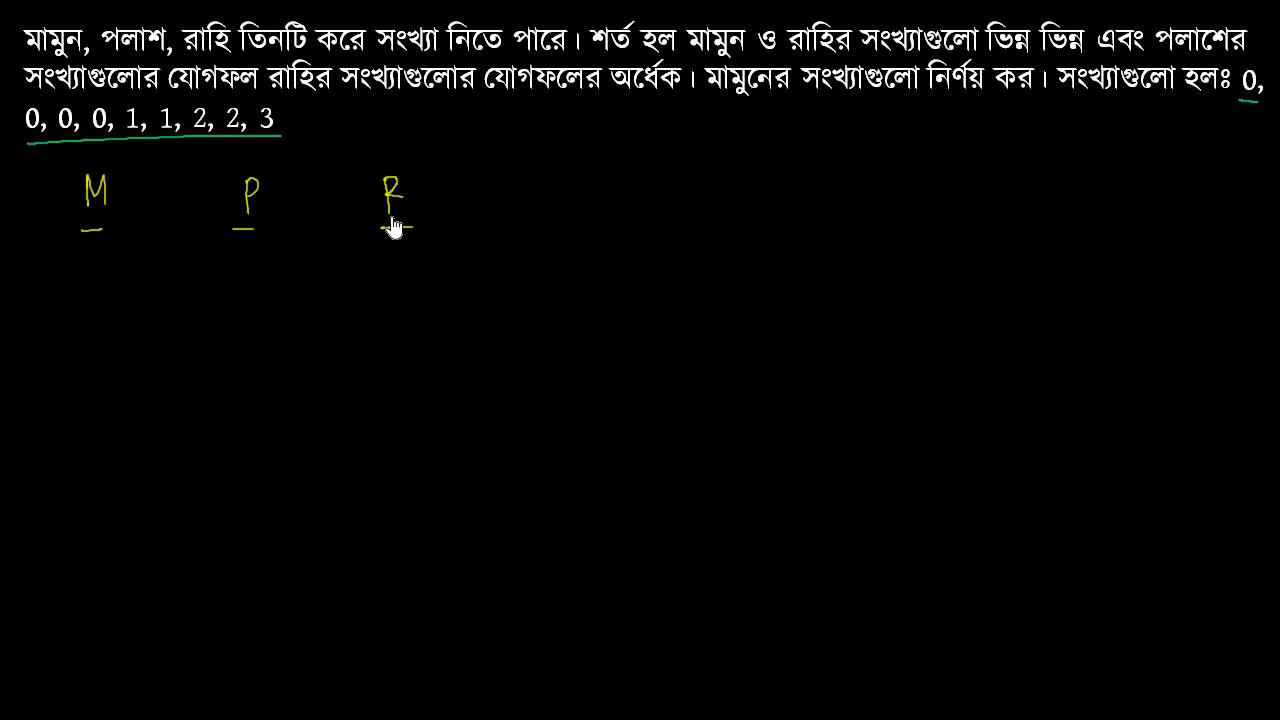 মামুন, পলাশ, রাহি তিনটি করে সংখ্যা নিতে পারে। শর্ত হল মামুন ও রাহির সংখ্যাগুলো ভিন্ন ভিন্ন এবং পলাশের
সংখ্যাগুলোর যোগফল রাহির সংখ্যাগুলোর যোগফলের অর্ধেক। মামুনের সংখ্যাগুলো নির্ণয় কর। সংখ্যাগুলো হলঃ 0,
0, 0, 0, 1, 1, 2, 2, 3
M P R